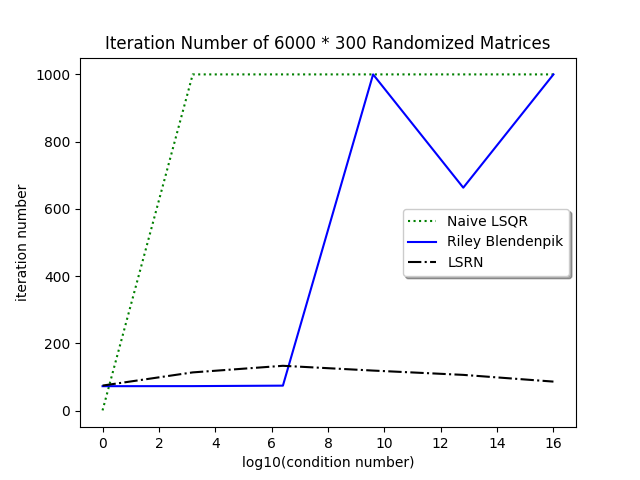 Iteration Number of 6000 * 300 Randomized Matrices
1000
800
600
400
200
0
iteration number
Naive LSQR
Riley Blendenpik
LSRN
0 2 4 6 8 10 12 14 16
log10(condition number)